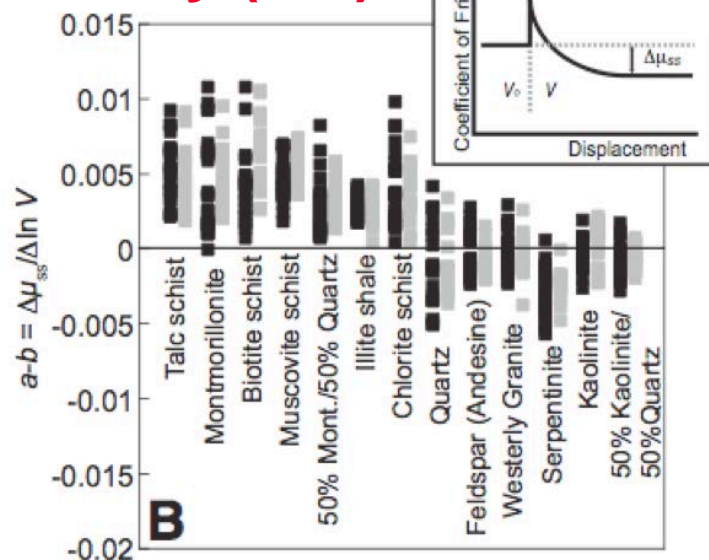 Coefficient of Fri
Δμss
V₀ V
Displacement
a-b = Δμss/Δln V
0.015
0.01
0.005
0
-0.005
-0.01
-0.015
-0.02
Talc schist
Montmorillonite
Biotite schist
Muscovite schist
50% Mont./50% Quartz
Illite shale
Chlorite schist
Quartz
Feldspar (Andesine)
Westerly Granite
Serpentinite
Kaolinite
50% Kaolinite/
50%Quartz
B